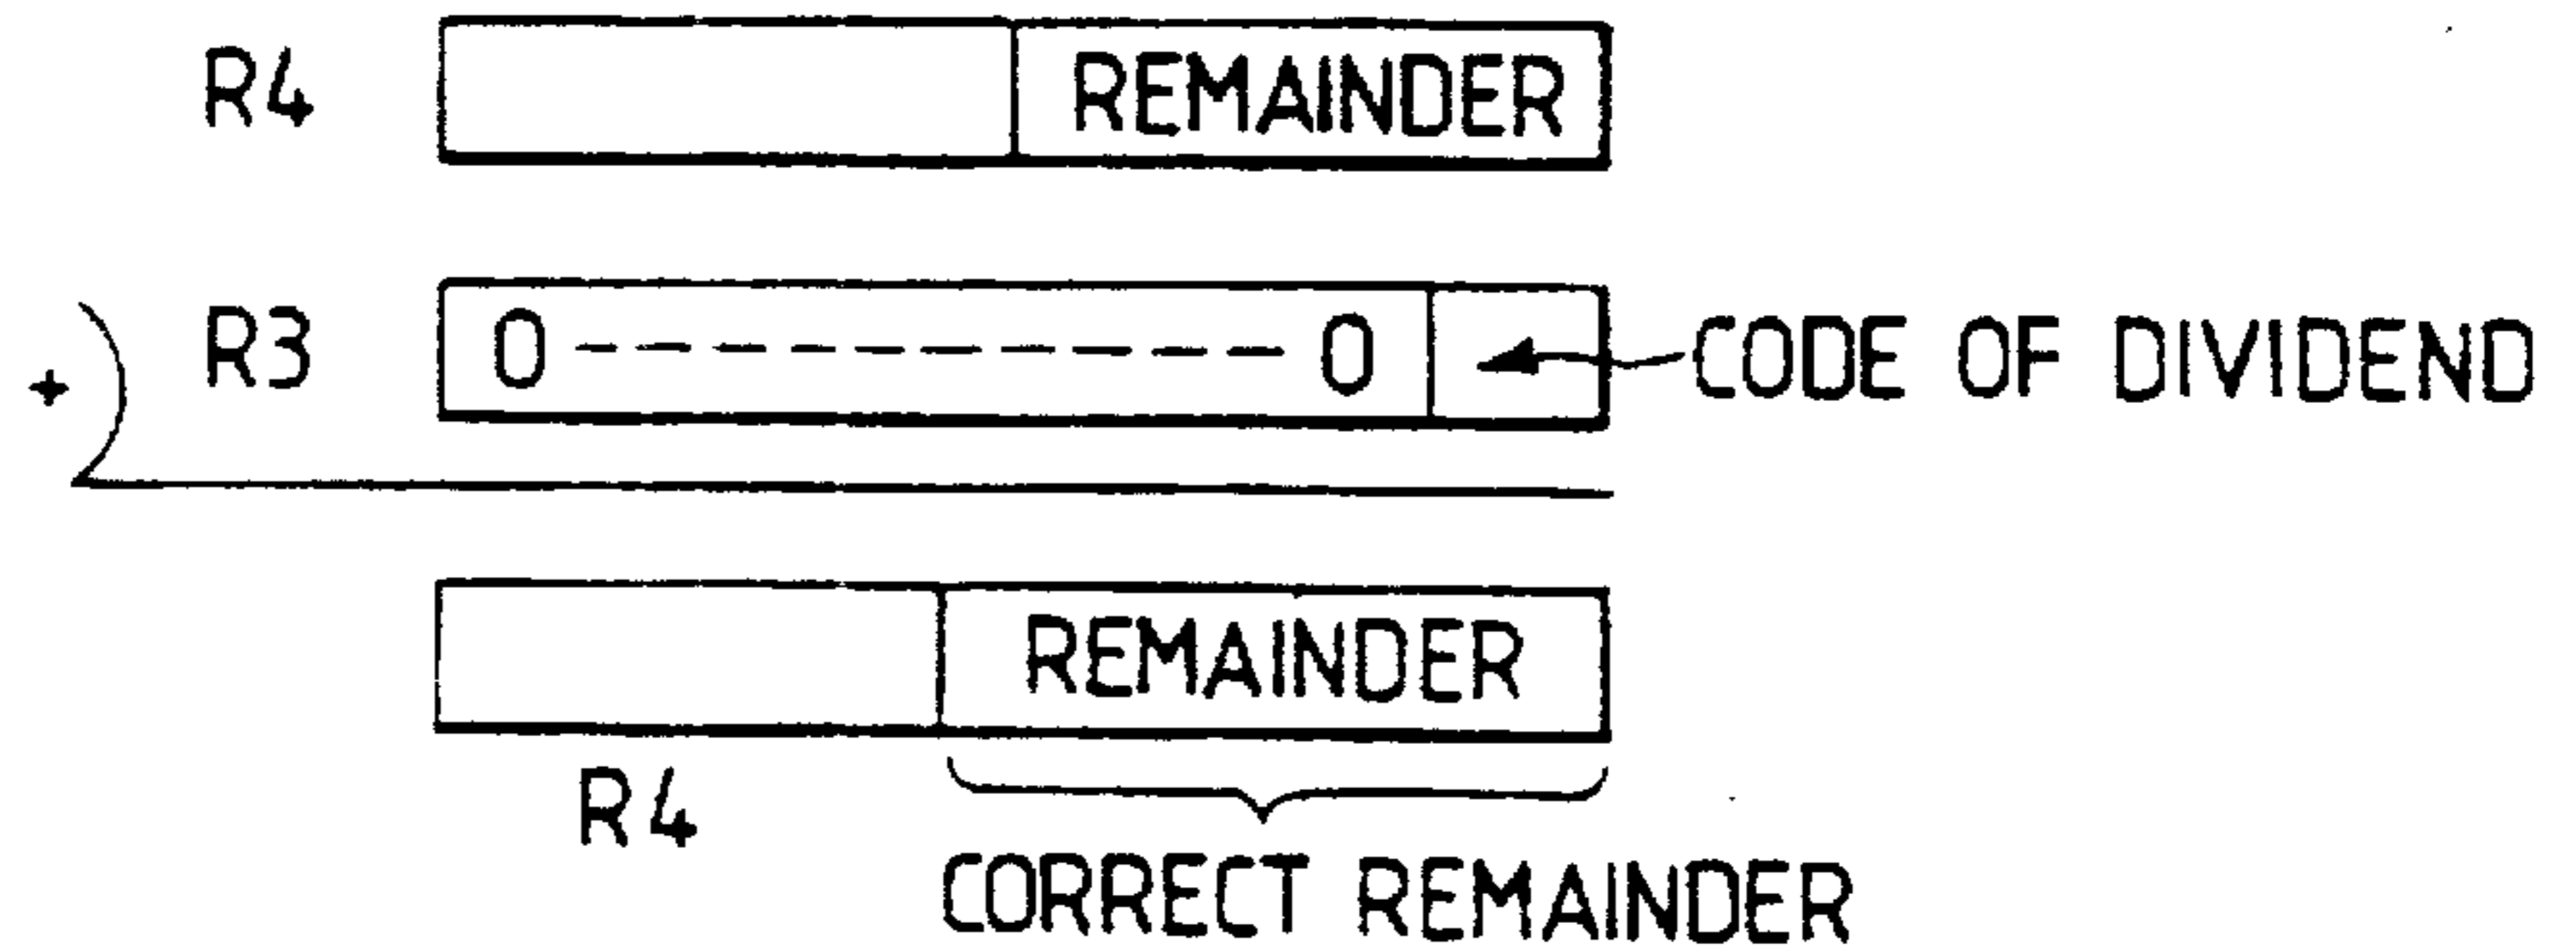 R4 REMAINDER
+ R3 0 ---------- 0 CODE OF DIVIDEND
REMAINDER
R4
CORRECT REMAINDER